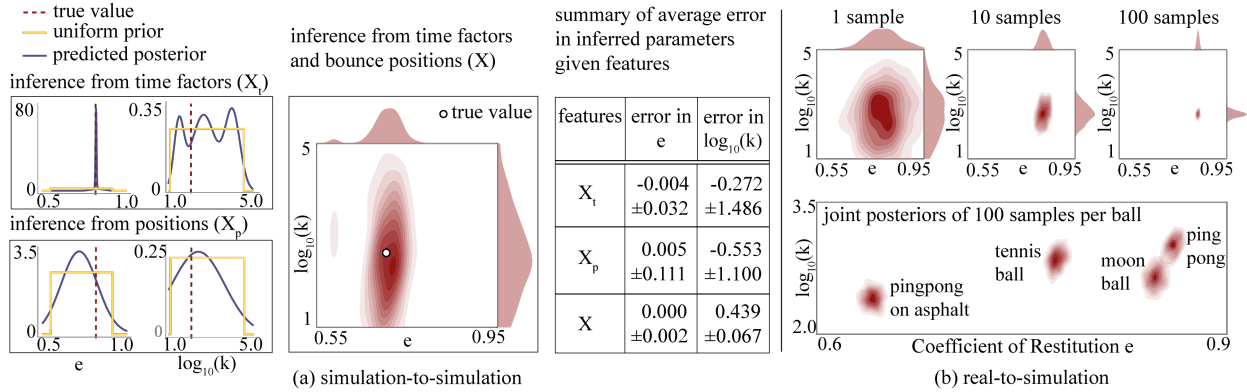 true value
uniform prior
predicted posterior
inference from time factors (Xt)
80
0
0.5
1.0
0.35
0
1.0
5.0
inference from positions (Xp)
3.5
0
0.5
1.0
e
0.25
0
1.0
5.0
log10(k)
inference from time factors
and bounce positions (X)
true value
5
log10(k)
1
0.55
e
0.95
(a) simulation-to-simulation
summary of average error
in inferred parameters
given features
features
error in
e
error in
log10(k)
Xt
-0.004
±0.032
-0.272
±1.486
Xp
0.005
±0.111
-0.553
±1.100
X
0.000
±0.002
0.439
±0.067
1 sample
5
log10(k)
1
0.55
e
0.95
10 samples
5
log10(k)
1
0.55
e
0.95
100 samples
5
log10(k)
1
0.55
e
0.95
3.5
log10(k)
2.0
joint posteriors of 100 samples per ball
pingpong
on asphalt
tennis
ball
moon
ball
ping
pong
0.6
Coefficient of Restitution e
0.9
(b) real-to-simulation